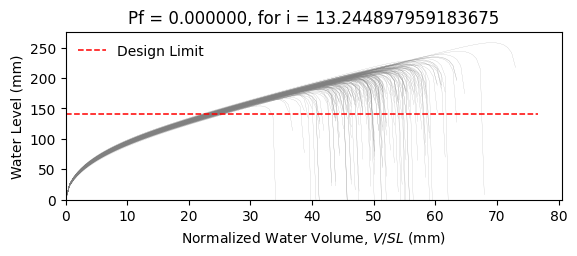 Pf = 0.000000, for i = 13.244897959183675
250
200
150
100
50
0
Water Level (mm)
Design Limit
0 10 20 30 40 50 60 70 80
Normalized Water Volume, V/SL (mm)